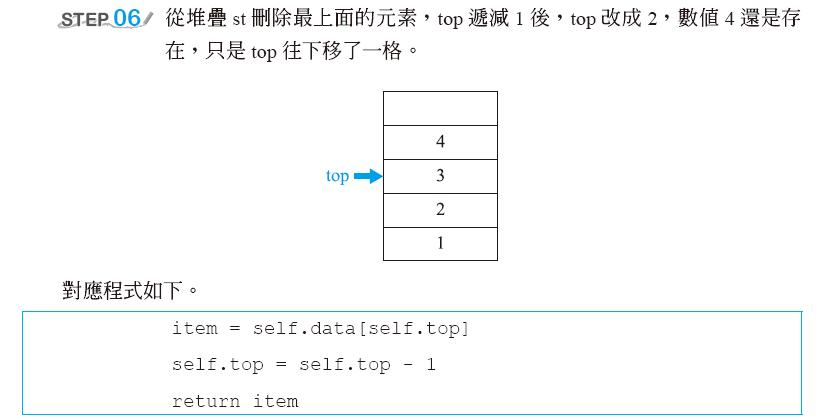 STEP 06 從堆疊 st 刪除最上面的元素，top 遞減 1 後，top 改成 2，數值 4 還是存
在，只是 top 往下移了一格。
4
top 3
2
1
對應程式如下。
item = self.data[self.top]
self.top = self.top - 1
return item